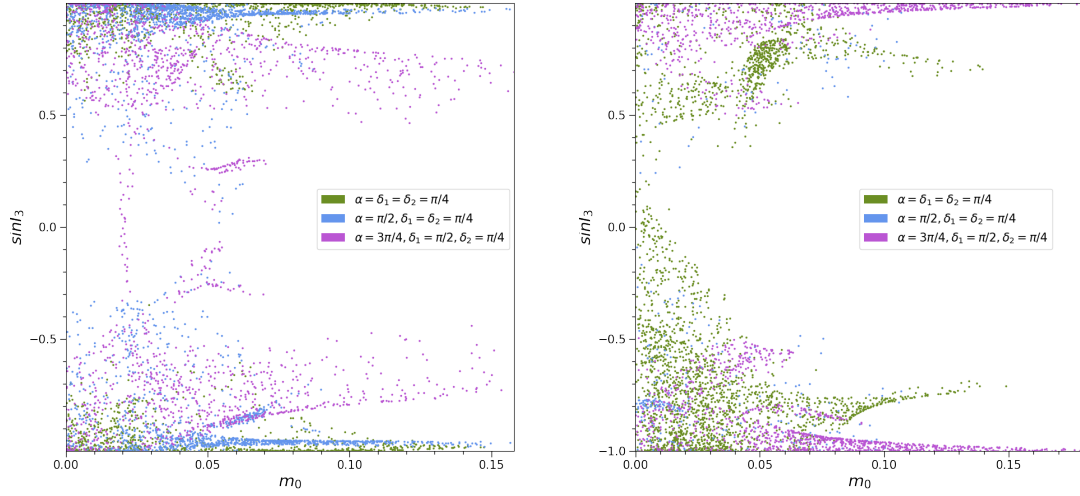 0.5
0.0
−0.5
sinI₃
α = δ₁ = δ₂ = π/4
α = π/2, δ₁ = δ₂ = π/4
α = 3π/4, δ₁ = π/2, δ₂ = π/4
0.00 0.05 0.10 0.15
m₀
0.5
0.0
−0.5
−1.0
sinI₃
α = δ₁ = δ₂ = π/4
α = π/2, δ₁ = δ₂ = π/4
α = 3π/4, δ₁ = π/2, δ₂ = π/4
0.00 0.05 0.10 0.15
m₀